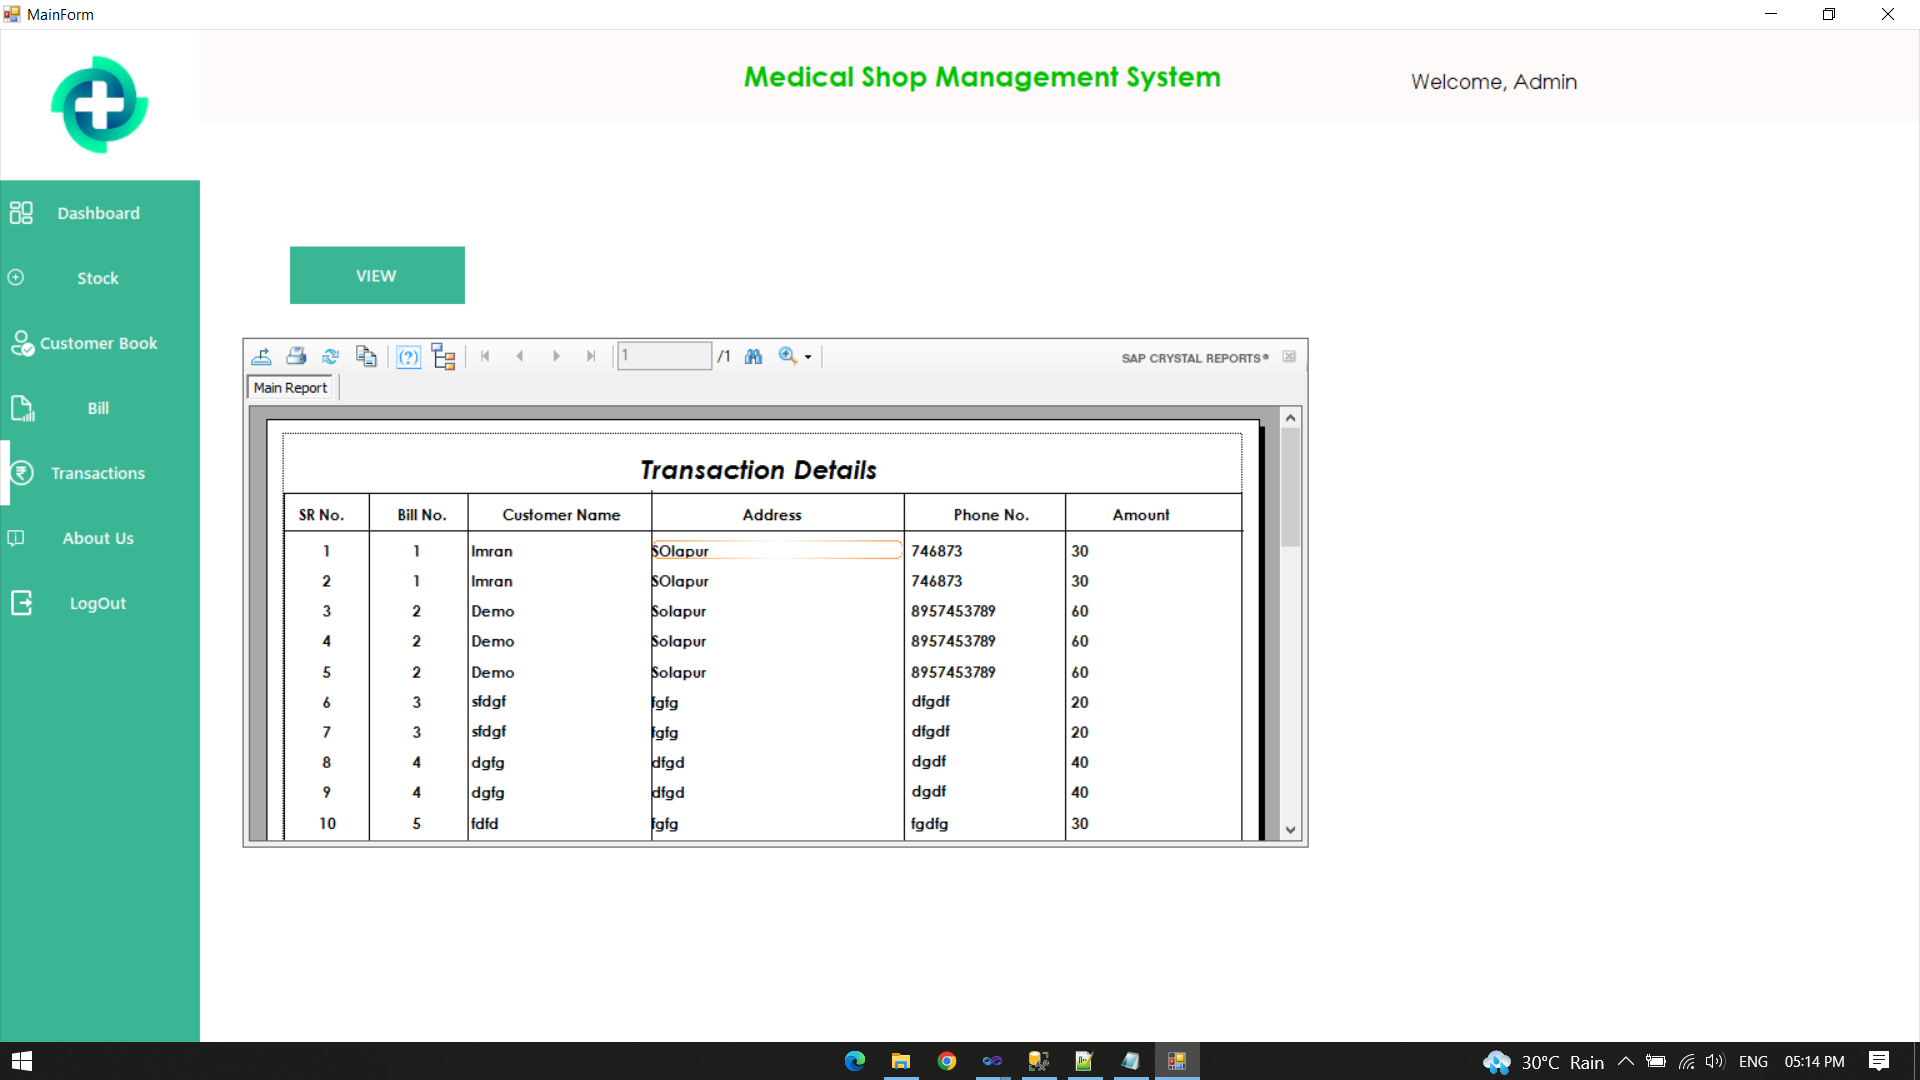 MainForm
Medical Shop Management System
Welcome, Admin
Dashboard
Stock
Customer Book
Bill
Transactions
About Us
LogOut
VIEW
1 /1
SAP CRYSTAL REPORTS®
Main Report
Transaction Details
SR No. Bill No. Customer Name Address Phone No. Amount
1 1 Imran SOlapur 746873 30
2 1 Imran SOlapur 746873 30
3 2 Demo Solapur 8957453789 60
4 2 Demo Solapur 8957453789 60
5 2 Demo Solapur 8957453789 60
6 3 sfdgf fgfg dfgdf 20
7 3 sfdgf fgfg dfgdf 20
8 4 dgfg dfgd dgdf 40
9 4 dgfg dfgd dgdf 40
10 5 fdfd fgfg fgdfg 30
30°C Rain ENG 05:14 PM